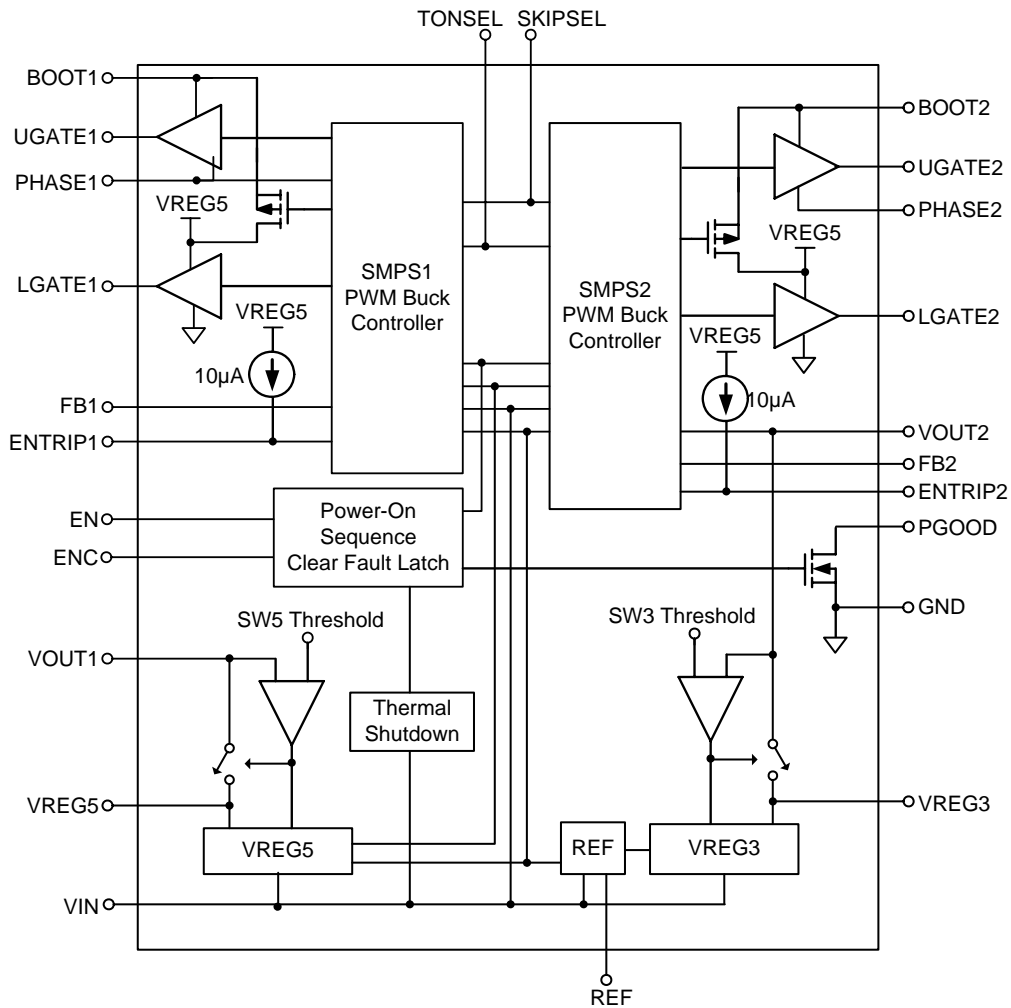 TONSEL SKIPSEL
BOOT1
BOOT2
UGATE1
UGATE2
PHASE1
PHASE2
VREG5
VREG5
LGATE1
LGATE2
SMPS1
PWM Buck
Controller
SMPS2
PWM Buck
Controller
VREG5
VREG5
10µA
10µA
FB1
ENTRIP1
VOUT2
FB2
ENTRIP2
EN
ENC
Power-On
Sequence
Clear Fault Latch
PGOOD
GND
SW5 Threshold
SW3 Threshold
VOUT1
Thermal
Shutdown
VREG5
VREG3
VREG5
REF
VREG3
VIN
REF